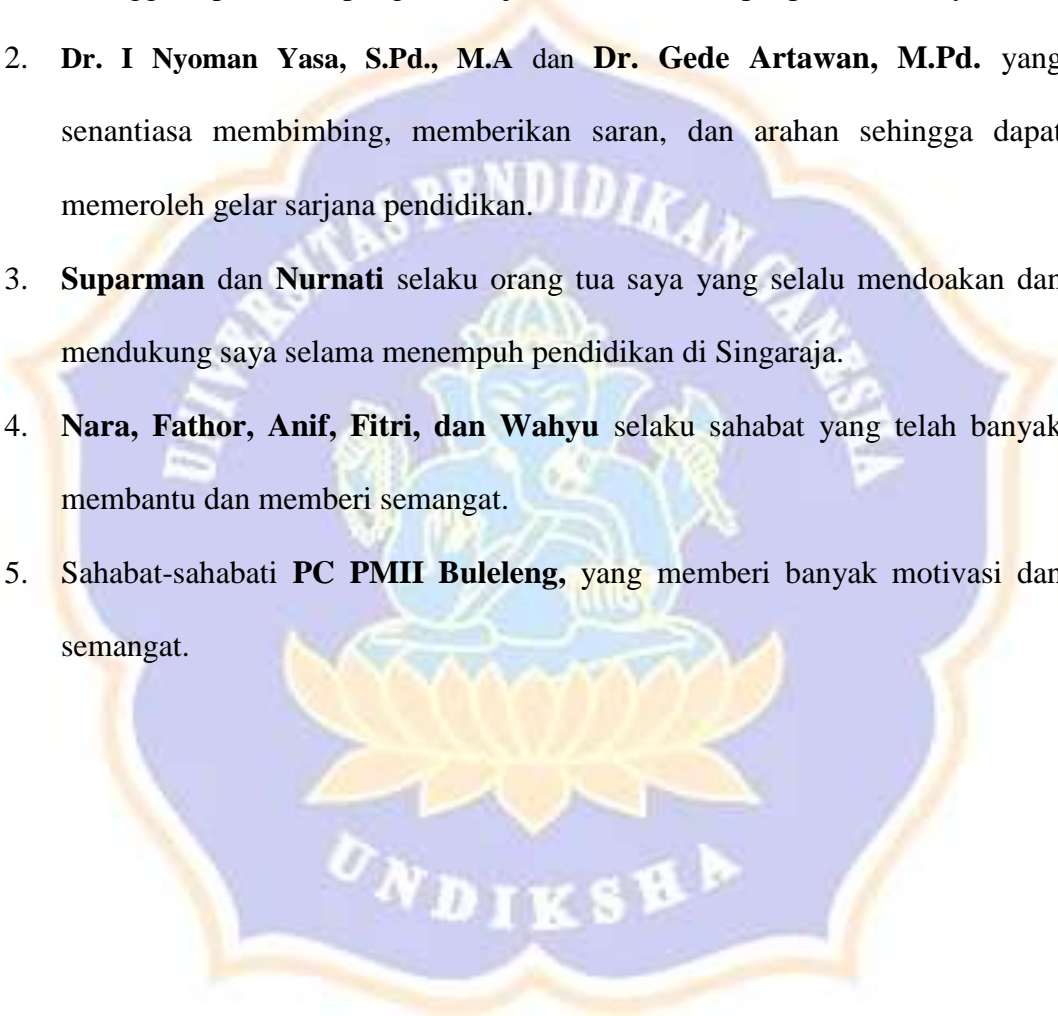 2. Dr. I Nyoman Yasa, S.Pd., M.A dan Dr. Gede Artawan, M.Pd. yang
senantiasa membimbing, memberikan saran, dan arahan sehingga dapat
memeroleh gelar sarjana pendidikan.
3. Suparman dan Nurnati selaku orang tua saya yang selalu mendoakan dan
mendukung saya selama menempuh pendidikan di Singaraja.
4. Nara, Fathor, Anif, Fitri, dan Wahyu selaku sahabat yang telah banyak
membantu dan memberi semangat.
5. Sahabat-sahabati PC PMII Buleleng, yang memberi banyak motivasi dan
semangat.
UNIVERSITAS PENDIDIKAN GANESHA
UNDIKSHA